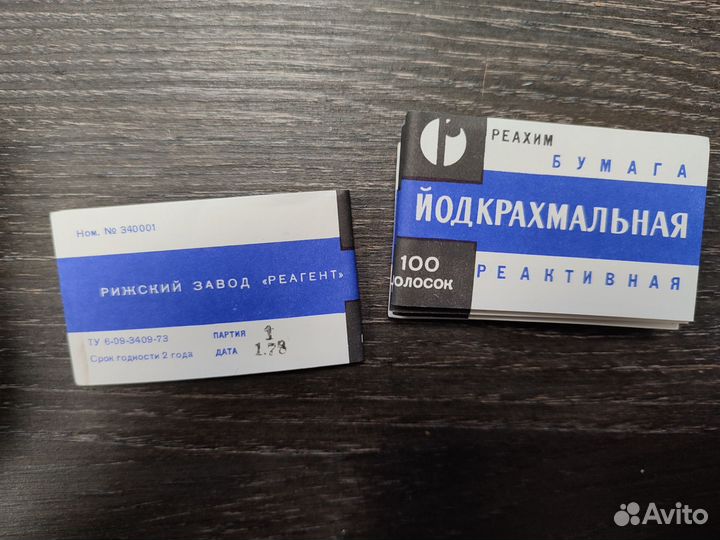 Ном. № 340001
РИЖСКИЙ ЗАВОД «РЕАГЕНТ»
ТУ 6-09-3409-73
Срок годности 2 года
ПАРТИЯ 1
ДАТА 1.78
РЕАХИМ
БУМАГА
ЙОДКРАХМАЛЬНАЯ
РЕАКТИВНАЯ
100
ОЛОСОК
Avito